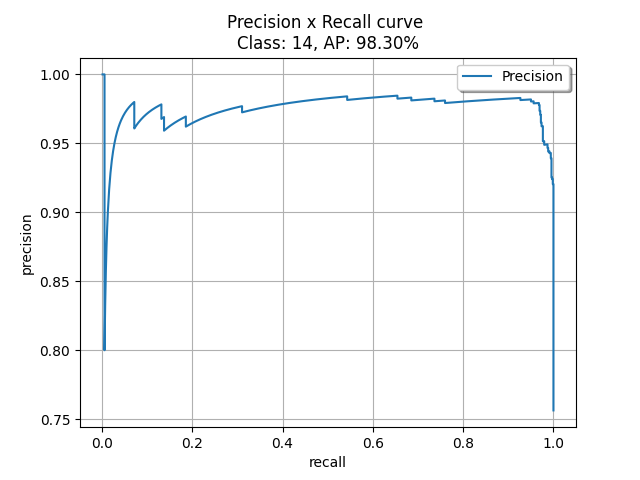 Precision x Recall curve
Class: 14, AP: 98.30%
Precision
1.00
0.95
0.90
0.85
0.80
0.75
precision
0.0 0.2 0.4 0.6 0.8 1.0
recall